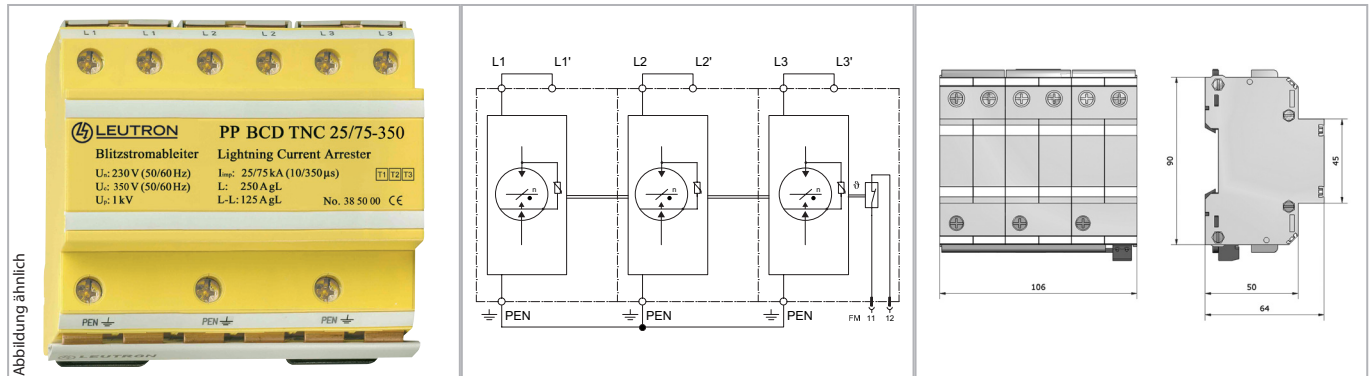 Abbildung ähnlich
L1 L1 L2 L2 L3 L3
LEUTRON
PP BCD TNC 25/75-350
Blitzstromableiter
Lightning Current Arrester
Un: 230 V (50/60 Hz)
Iimp: 25/75 kA (10/350 µs)
T1 T2 T3
Uc: 350 V (50/60 Hz)
L: 250 A gL
Up: 1 kV
L-L: 125 A gL
No. 38 50 00 CE
PEN PEN PEN
LEUTRON
L1 L1' L2 L2' L3 L3'
n n n ϑ
PEN PEN PEN FM 11 12
90
45
106
50
64